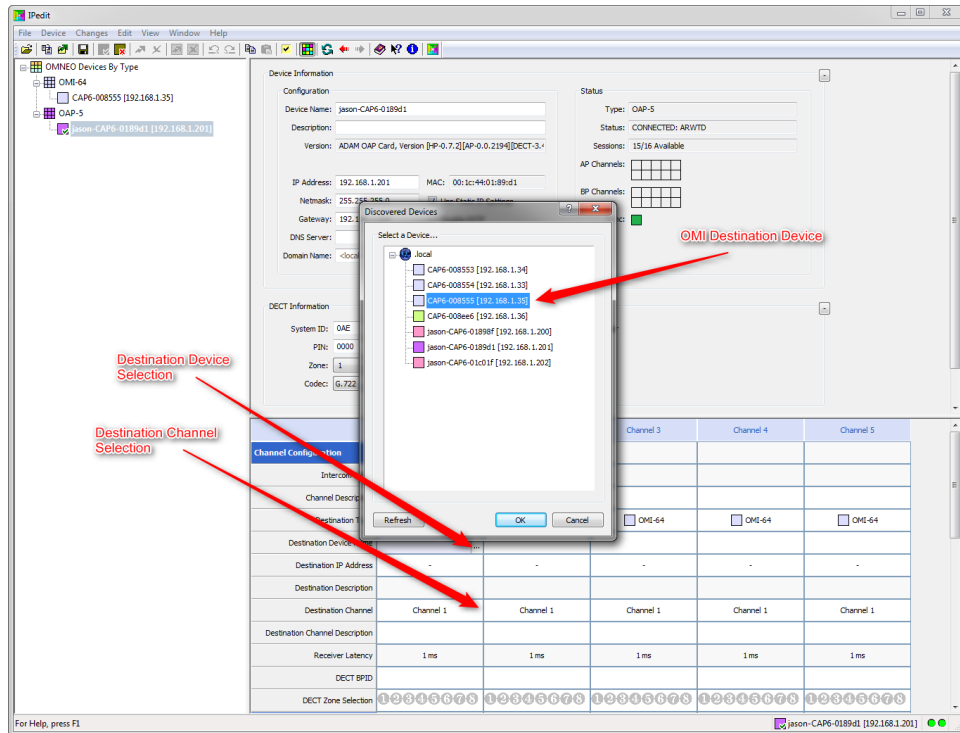 IPedit
File Device Changes Edit View Window Help
OMNEO Devices By Type
OMI-64
CAP6-008555 [192.168.1.35]
OAP-5
jason-CAP6-0189d1 [192.168.1.201]
Device Information
Configuration
Device Name: jason-CAP6-0189d1
Description:
Version: ADAM OAP Card, Version [HP-0.7.2][AP-0.0.2194][DECT-3.4
IP Address: 192.168.1.201 MAC: 00:1c:44:01:89:d1
Netmask: 255.255.255.0
Gateway: 192.1
DNS Server:
Domain Name: <loca
Status
Type: OAP-5
Status: CONNECTED: ARWTD
Sessions: 15/16 Available
AP Channels:
BP Channels:
Discovered Devices
Select a Device...
.local
CAP6-008553 [192.168.1.34]
CAP6-008554 [192.168.1.33]
CAP6-008555 [192.168.1.35]
CAP6-008ee6 [192.168.1.36]
jason-CAP6-01898f [192.168.1.200]
jason-CAP6-0189d1 [192.168.1.201]
jason-CAP6-01c01f [192.168.1.202]
Refresh OK Cancel
OMI Destination Device
DECT Information
System ID: 0AE
PIN: 0000
Zone: 1
Codec: G.722
Destination Device
Selection
Destination Channel
Selection
Channel 3 Channel 4 Channel 5
Channel Configuration
Channel Descrip
OMI-64 OMI-64 OMI-64
Destination Device Name ...
Destination IP Address - - - - -
Destination Description
Destination Channel Channel 1 Channel 1 Channel 1 Channel 1 Channel 1
Destination Channel Description
Receiver Latency 1 ms 1 ms 1 ms 1 ms 1 ms
DECT BPID
DECT Zone Selection 12345678 12345678 12345678 12345678 12345678
For Help, press F1
jason-CAP6-0189d1 [192.168.1.201]